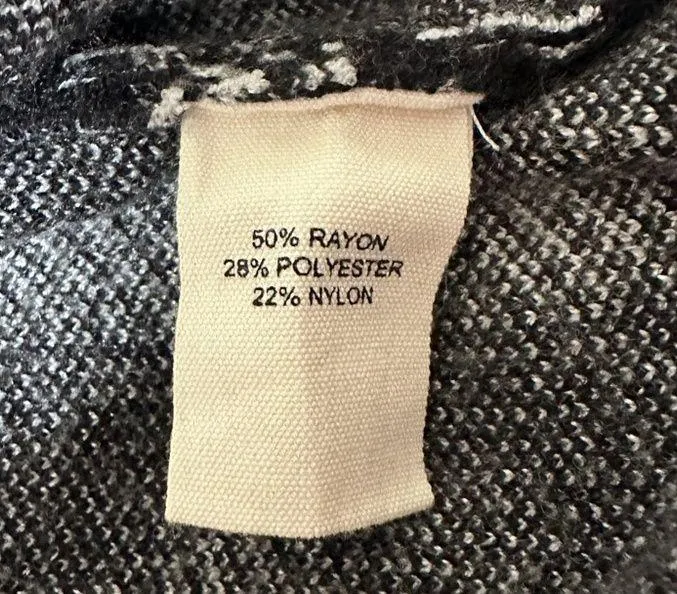 50% RAYON
28% POLYESTER
22% NYLON